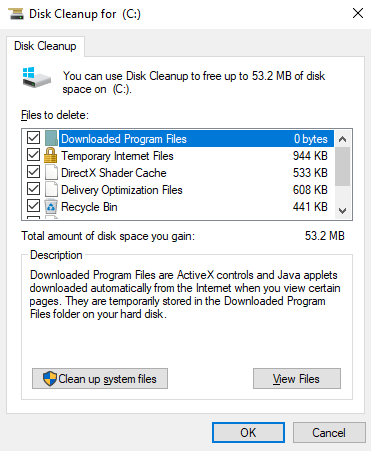 Disk Cleanup for  (C:)
Disk Cleanup
You can use Disk Cleanup to free up to 53.2 MB of disk
space on  (C:).
Files to delete:
Downloaded Program Files 0 bytes
Temporary Internet Files 944 KB
DirectX Shader Cache 533 KB
Delivery Optimization Files 608 KB
Recycle Bin 441 KB
Total amount of disk space you gain: 53.2 MB
Description
Downloaded Program Files are ActiveX controls and Java applets
downloaded automatically from the Internet when you view certain
pages. They are temporarily stored in the Downloaded Program
Files folder on your hard disk.
Clean up system files View Files
OK Cancel